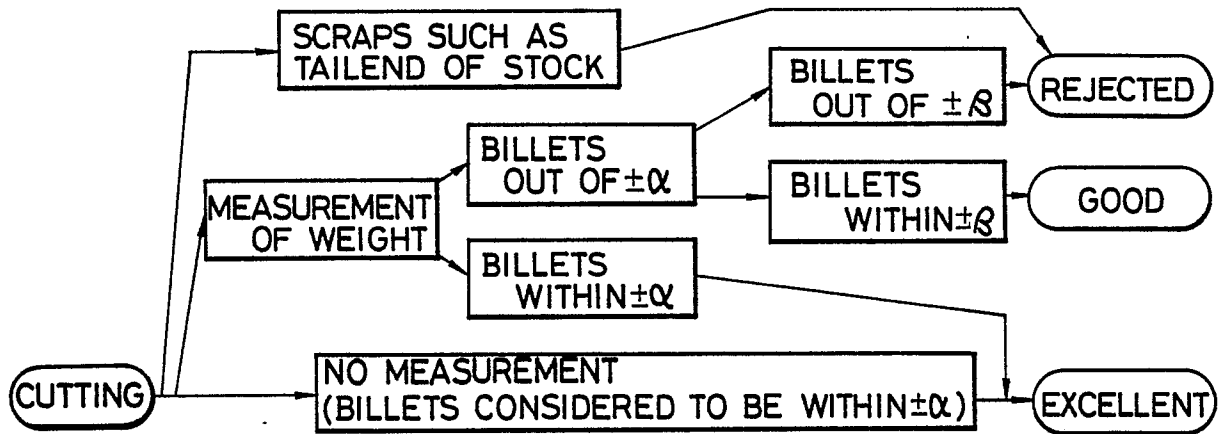 SCRAPS SUCH AS
TAILEND OF STOCK
BILLETS
OUT OF ±β
REJECTED
BILLETS
OUT OF ±α
BILLETS
WITHIN±β
GOOD
MEASUREMENT
OF WEIGHT
BILLETS
WITHIN±α
CUTTING
NO MEASUREMENT
(BILLETS CONSIDERED TO BE WITHIN±α)
EXCELLENT